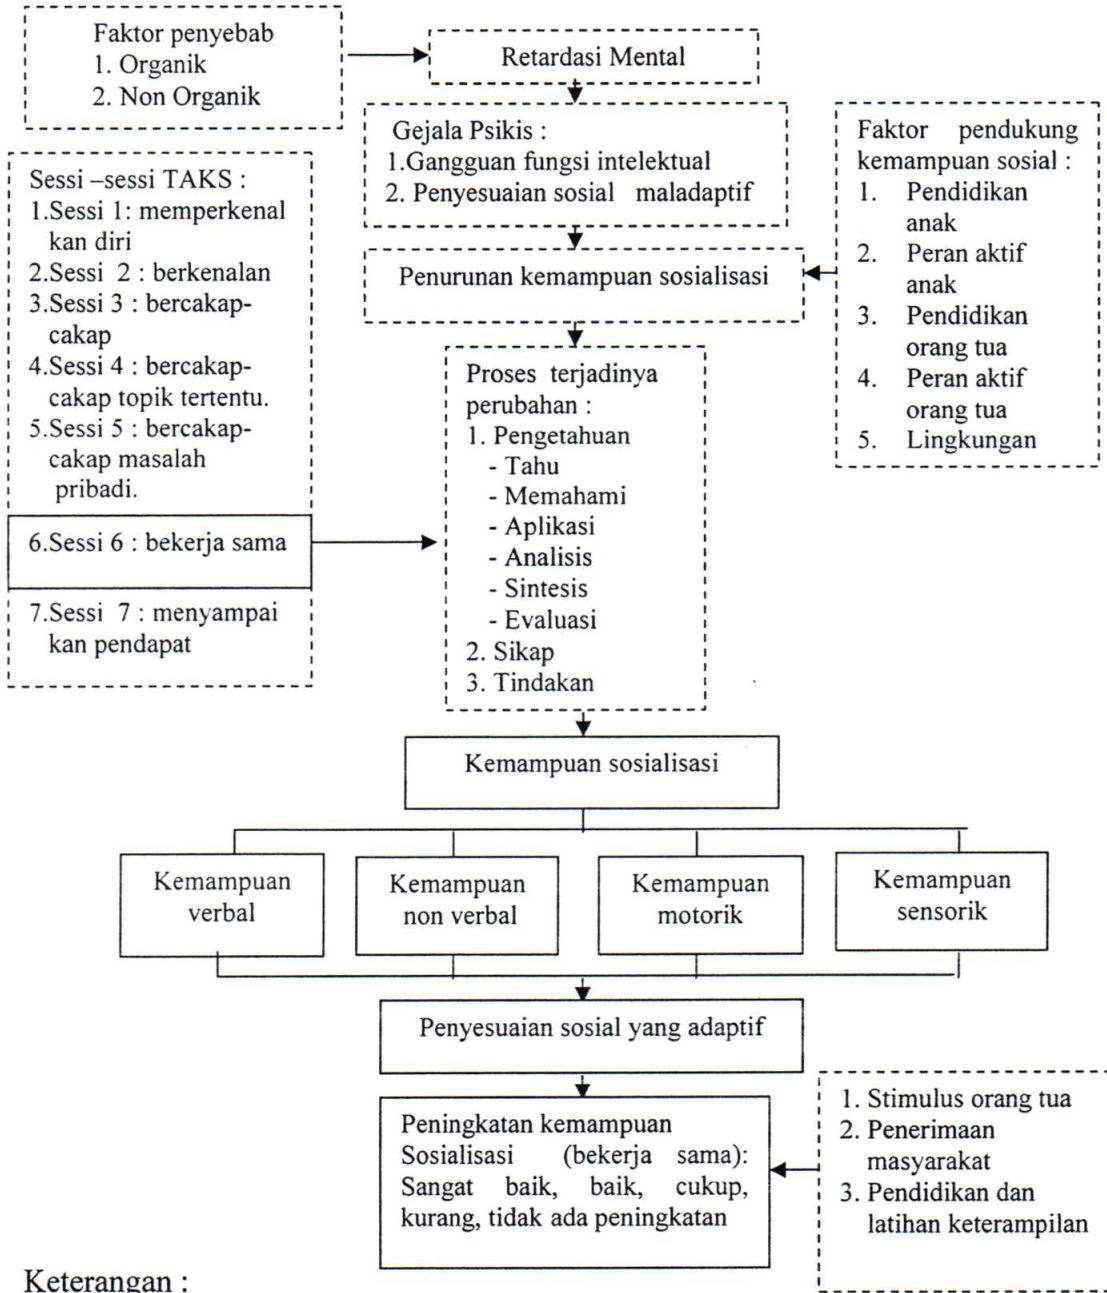 Faktor penyebab
1. Organik
2. Non Organik
Retardasi Mental
Gejala Psikis :
1.Gangguan fungsi intelektual
2. Penyesuaian sosial maladaptif
Faktor pendukung
kemampuan sosial :
1. Pendidikan
anak
2. Peran aktif
anak
3. Pendidikan
orang tua
4. Peran aktif
orang tua
5. Lingkungan
Sessi –sessi TAKS :
1.Sessi 1: memperkenal
kan diri
2.Sessi 2 : berkenalan
3.Sessi 3 : bercakap-
cakap
4.Sessi 4 : bercakap-
cakap topik tertentu.
5.Sessi 5 : bercakap-
cakap masalah
pribadi.
6.Sessi 6 : bekerja sama
7.Sessi 7 : menyampai
kan pendapat
Penurunan kemampuan sosialisasi
Proses terjadinya
perubahan :
1. Pengetahuan
- Tahu
- Memahami
- Aplikasi
- Analisis
- Sintesis
- Evaluasi
2. Sikap
3. Tindakan
Kemampuan sosialisasi
Kemampuan
verbal
Kemampuan
non verbal
Kemampuan
motorik
Kemampuan
sensorik
Penyesuaian sosial yang adaptif
Peningkatan kemampuan
Sosialisasi (bekerja sama):
Sangat baik, baik, cukup,
kurang, tidak ada peningkatan
1. Stimulus orang tua
2. Penerimaan
masyarakat
3. Pendidikan dan
latihan keterampilan
Keterangan :